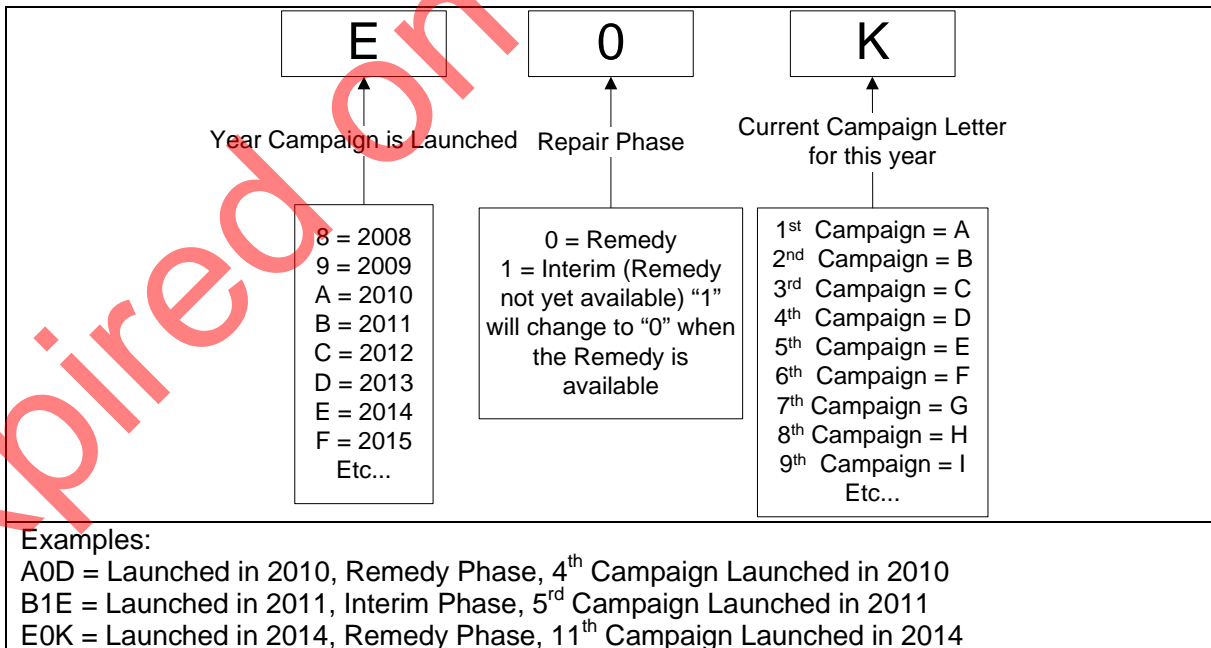 E 0 K
Year Campaign is Launched
Repair Phase
Current Campaign Letter
for this year
8 = 2008
9 = 2009
A = 2010
B = 2011
C = 2012
D = 2013
E = 2014
F = 2015
Etc...
0 = Remedy
1 = Interim (Remedy
not yet available) “1”
will change to “0” when
the Remedy is
available
1st Campaign = A
2nd Campaign = B
3rd Campaign = C
4th Campaign = D
5th Campaign = E
6th Campaign = F
7th Campaign = G
8th Campaign = H
9th Campaign = I
Etc...
Examples:
A0D = Launched in 2010, Remedy Phase, 4th Campaign Launched in 2010
B1E = Launched in 2011, Interim Phase, 5rd Campaign Launched in 2011
E0K = Launched in 2014, Remedy Phase, 11th Campaign Launched in 2014
xpired on